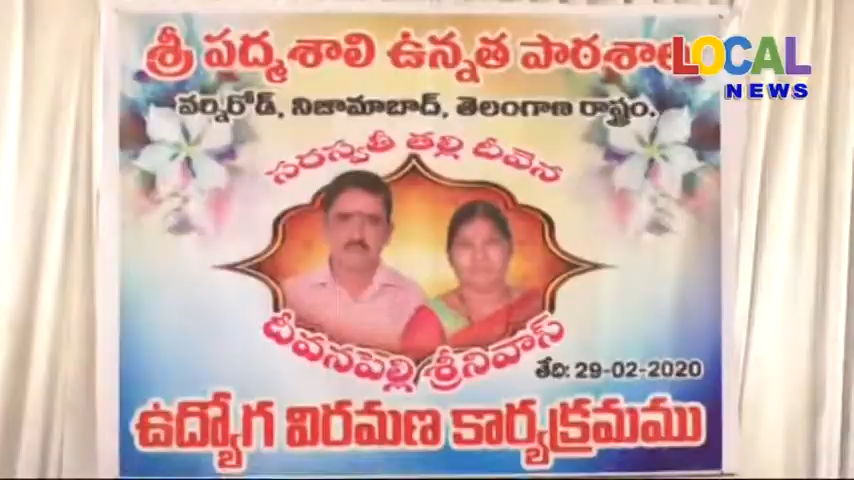 శ్రీ పద్మశాలి ఉన్నత పాఠశాల
LOCAL
NEWS
వర్నిరోడ్, నిజామాబాద్, తెలంగాణ రాష్ట్రం.
సరస్వతీ తల్లి దీవెన
దీవనపెల్లి శ్రీనివాస్
తేది: 29-02-2020
ఉద్యోగ విరమణ కార్యక్రమము